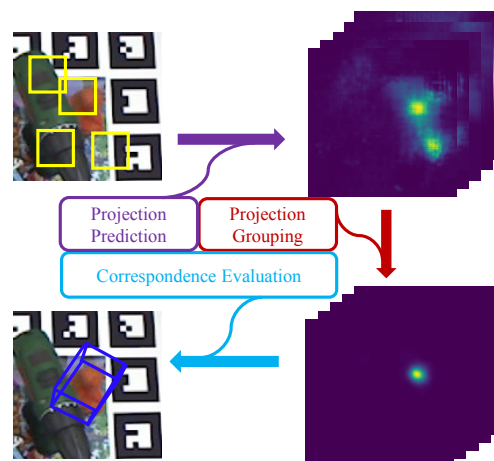 Projection
Prediction
Projection
Grouping
Correspondence Evaluation